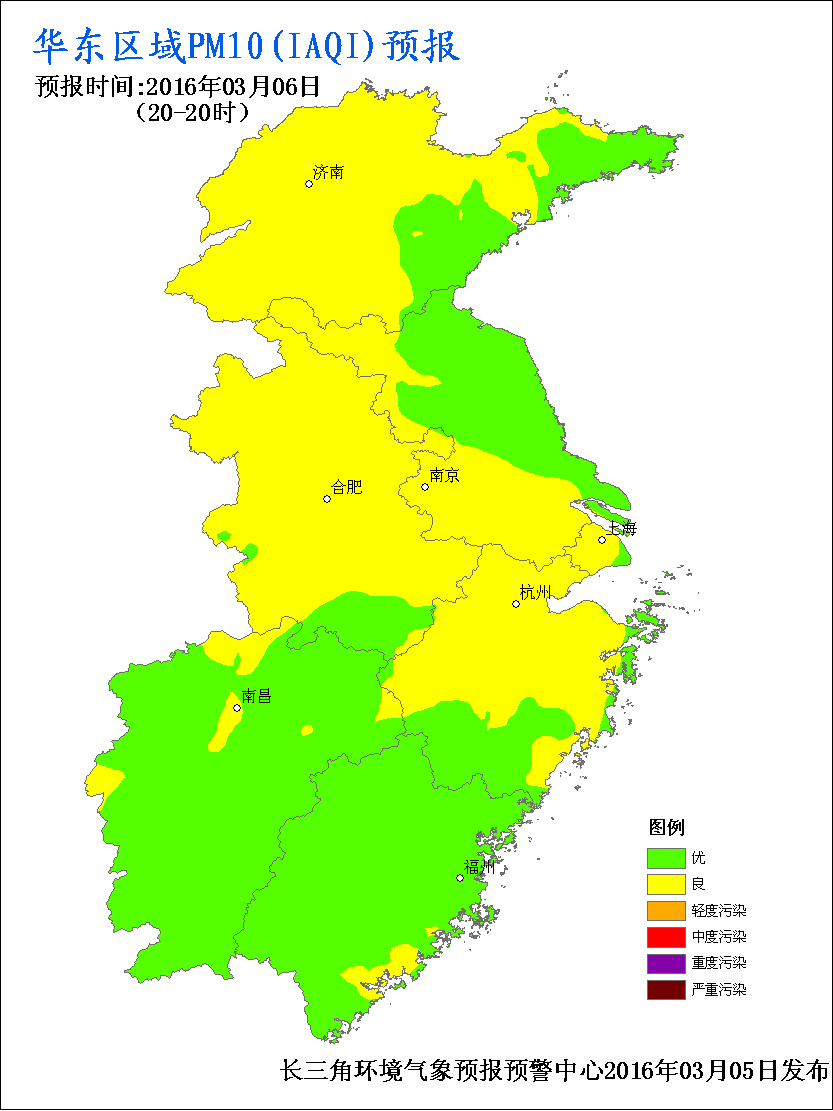 华东区域PM10(IAQI)预报
预报时间:2016年03月06日
(20-20时)
济南
南京
合肥
上海
杭州
南昌
福州
图例
优
良
轻度污染
中度污染
重度污染
严重污染
长三角环境气象预报预警中心2016年03月05日发布